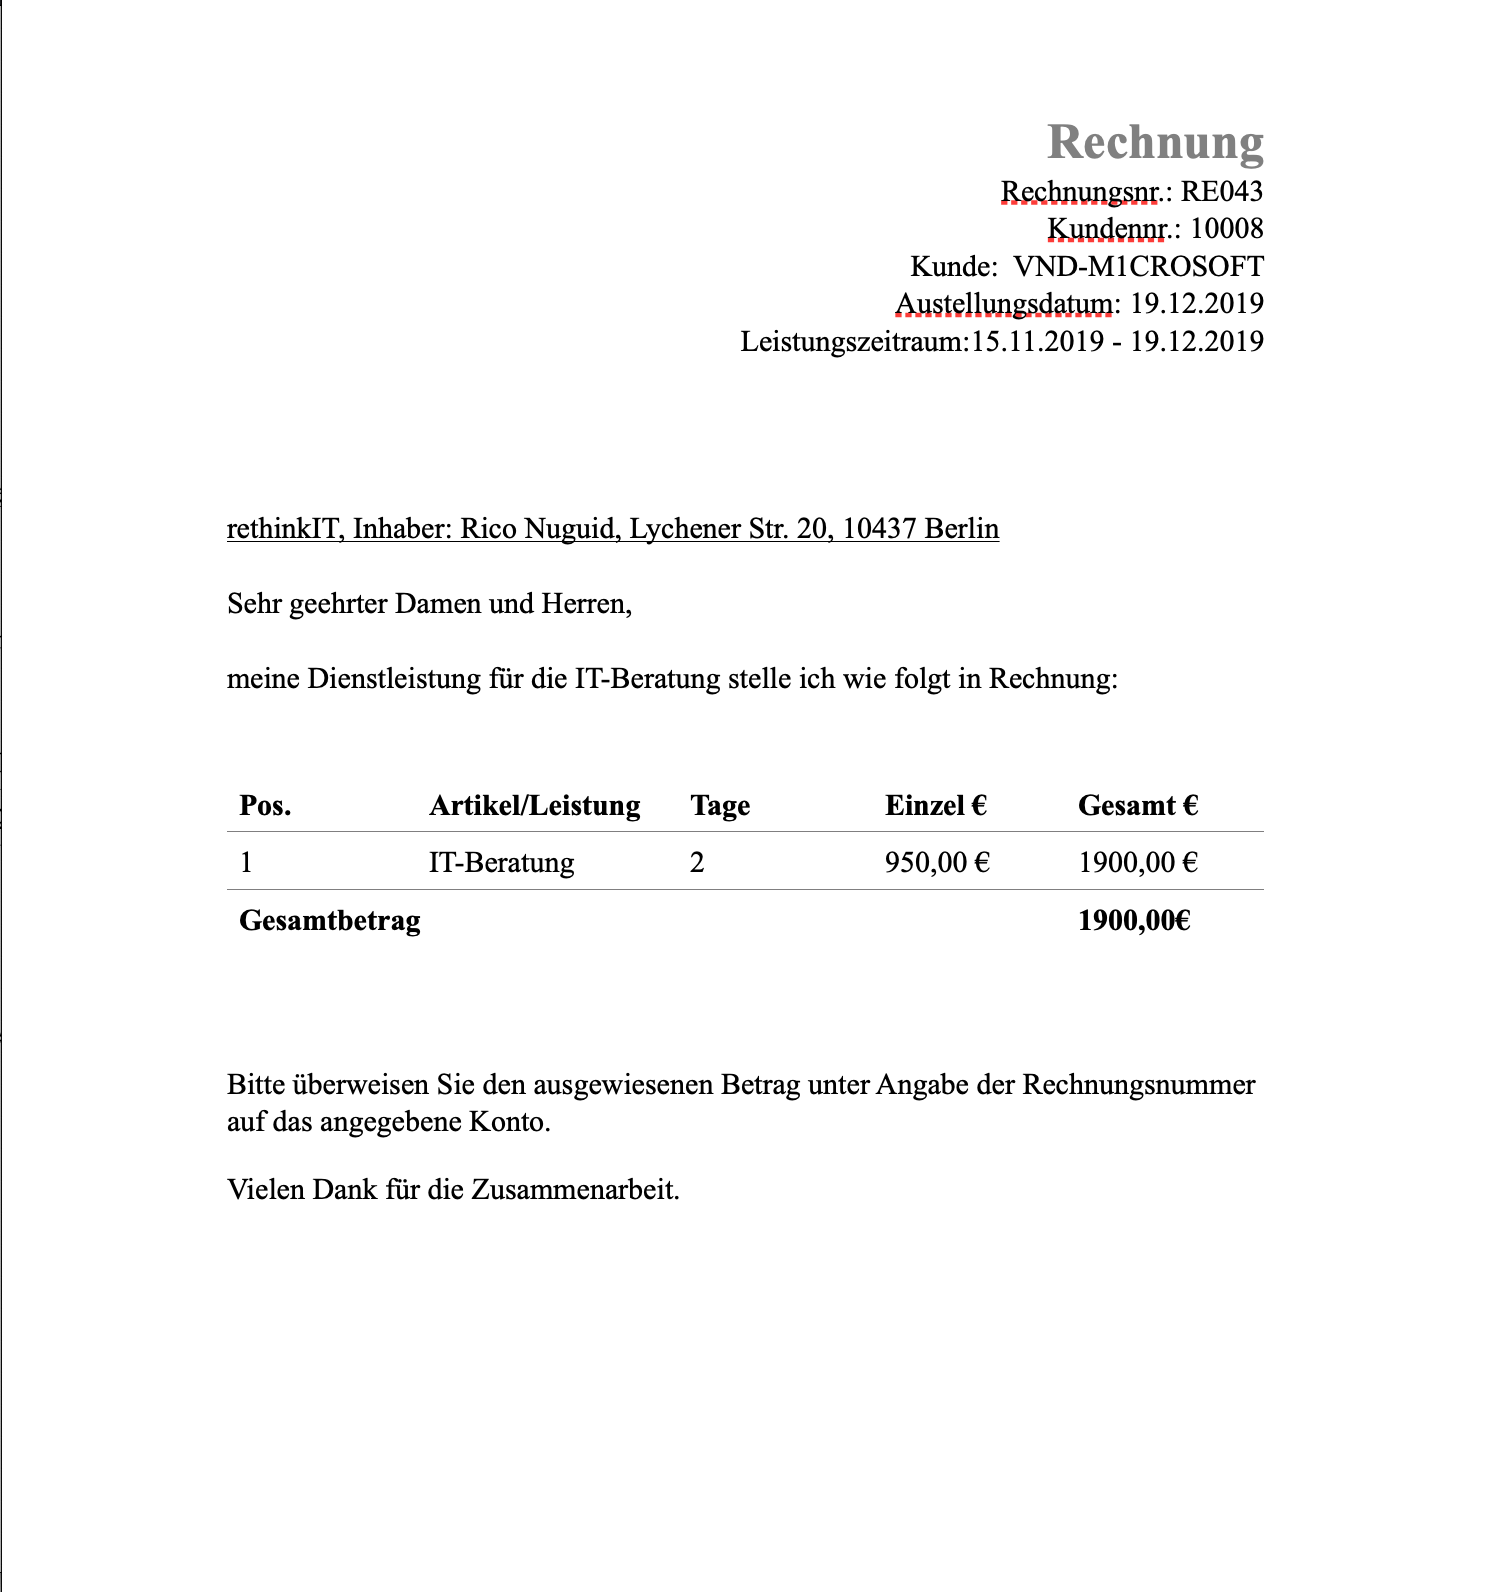 Rechnung
Rechnungsnr.: RE043
Kundennr.: 10008
Kunde:  VND-M1CROSOFT
Austellungsdatum: 19.12.2019
Leistungszeitraum:15.11.2019 - 19.12.2019
rethinkIT, Inhaber: Rico Nuguid, Lychener Str. 20, 10437 Berlin
Sehr geehrter Damen und Herren,
meine Dienstleistung für die IT-Beratung stelle ich wie folgt in Rechnung:
Pos. Artikel/Leistung Tage Einzel € Gesamt €
1 IT-Beratung 2 950,00 € 1900,00 €
Gesamtbetrag 1900,00€
Bitte überweisen Sie den ausgewiesenen Betrag unter Angabe der Rechnungsnummer
auf das angegebene Konto.
Vielen Dank für die Zusammenarbeit.